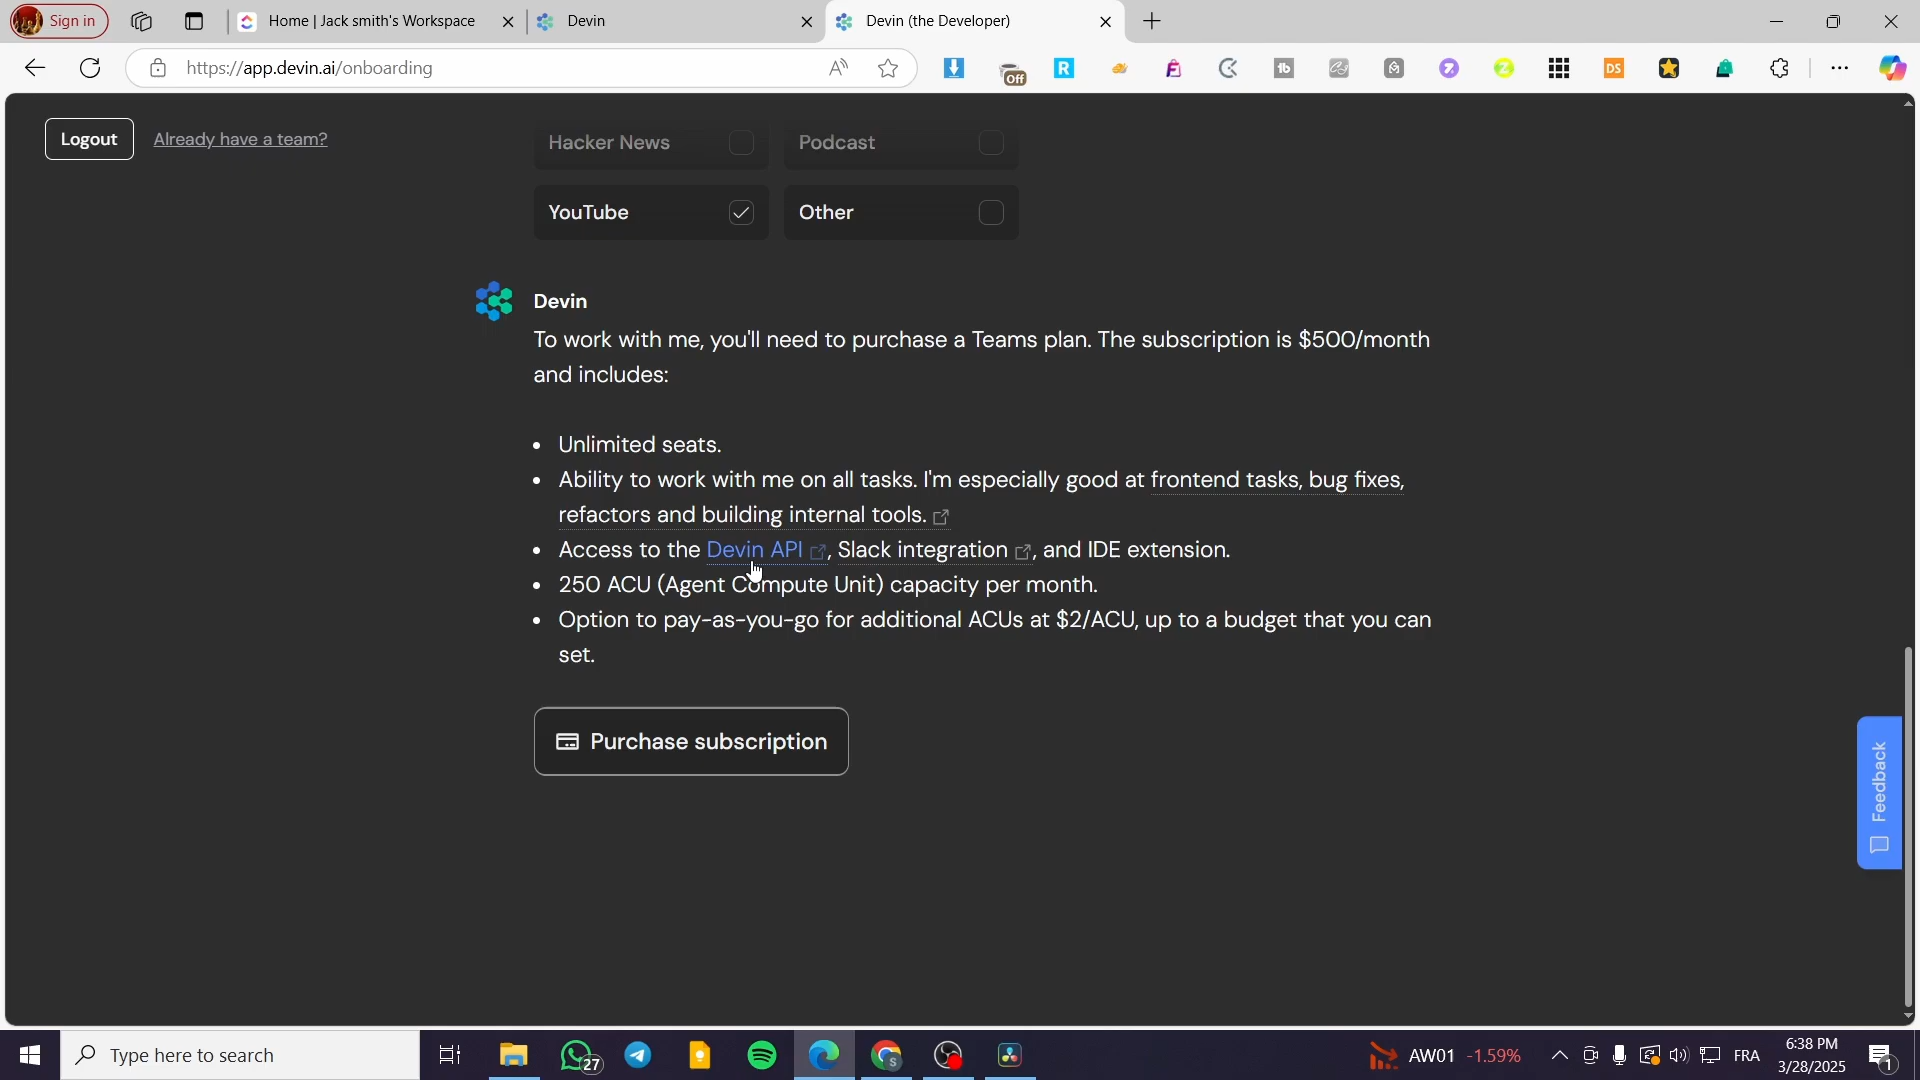 Sign in
Home | Jack smith's Workspace
Devin
Devin (the Developer)
https://app.devin.ai/onboarding
Off
R
tb
DS
Logout
Already have a team?
Hacker News
Podcast
YouTube
Other
Devin
To work with me, you'll need to purchase a Teams plan. The subscription is $500/month
and includes:
• Unlimited seats.
• Ability to work with me on all tasks. I'm especially good at frontend tasks, bug fixes,
refactors and building internal tools.
• Access to the Devin API, Slack integration, and IDE extension.
• 250 ACU (Agent Compute Unit) capacity per month.
• Option to pay-as-you-go for additional ACUs at $2/ACU, up to a budget that you can
set.
Purchase subscription
Feedback
Type here to search
27
AW01 -1.59%
FRA
6:38 PM
3/28/2025
1